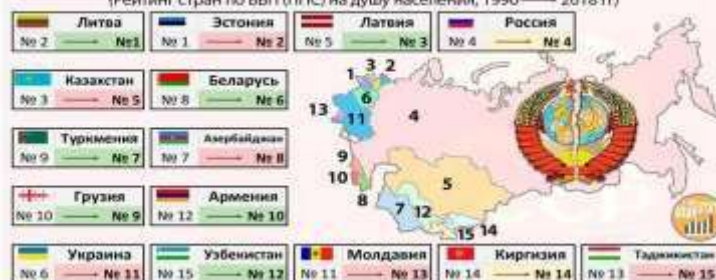 (Рейтинг стран по ВВП (ППС) на душу населения, 1990 → 2018 гг)
Литва
№ 2 → №1
Эстония
№ 1 → № 2
Латвия
№ 5 → № 3
Россия
№ 4 → № 4
Казахстан
№ 3 → № 5
Беларусь
№ 8 → № 6
Туркмения
№ 9 → № 7
Азербайджан
№ 7 → № 8
Грузия
№ 10 → № 9
Армения
№ 12 → № 10
Украина
№ 6 → № 11
Узбекистан
№ 15 → № 12
Молдавия
№ 11 → № 13
Киргизия
№ 14 → № 14
Таджикистан
№ 13 → № 15
1 3 2
6
13 11 4
9
10
8
5
7 12
15 14